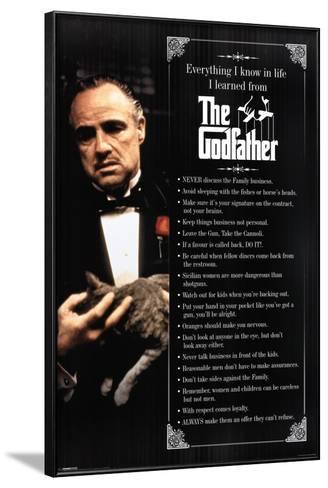 Everything I know in life
I learned from
The
Godfather
• NEVER discuss the Family business.
• Avoid sleeping with the fishes or horse's heads.
• Make sure it's your signature on the contract,
not your brains.
• Keep things business not personal.
• Leave the Gun, Take the Cannoli.
• If a favour is called back, DO IT!.
• Be careful when fellow diners come back from
the restroom.
• Sicilian women are more dangerous than
shotguns.
• Watch out for kids when you're backing out.
• Put your hand in your pocket like you've got a
gun, you'll be alright.
• Oranges should make you nervous.
• Don't look at anyone in the eye, but don't
look away either.
• Never talk business in front of the kids.
• Reasonable men don't have to make assurances.
• Don't take sides against the Family.
• Remember, women and children can be careless
but not men.
• With respect comes loyalty.
• ALWAYS make them an offer they can't refuse.